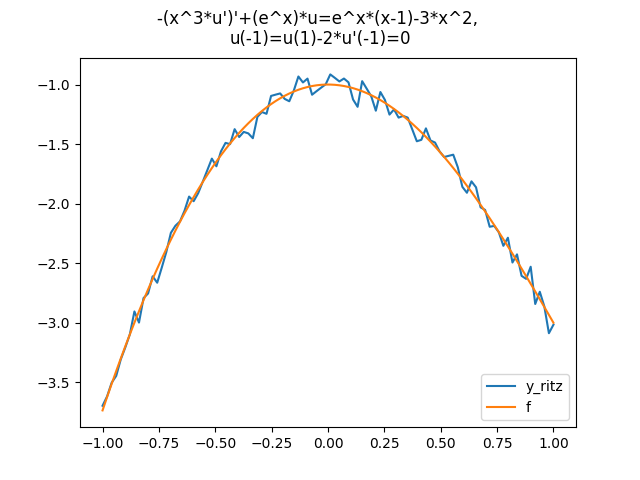 -(x^3*u')'+(e^x)*u=e^x*(x-1)-3*x^2,
u(-1)=u(1)-2*u'(-1)=0
−1.0
−1.5
−2.0
−2.5
−3.0
−3.5
y_ritz
f
−1.00 −0.75 −0.50 −0.25 0.00 0.25 0.50 0.75 1.00